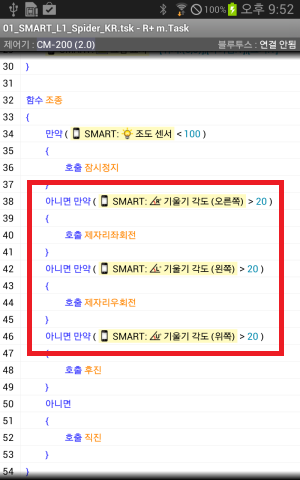 100% 오후 9:52
01_SMART_L1_Spider_KR.tsk - R+ m.Task
제어기 : CM-200 (2.0) 블루투스 : 연결 안됨
30 }
31
32 함수 조종
33 {
34 만약 ( SMART: 조도 센서 < 100 )
35 {
36 호출 잠시정지
37 }
38 아니면 만약 ( SMART: 기울기 각도 (오른쪽) > 20 )
39 {
40 호출 제자리좌회전
41 }
42 아니면 만약 ( SMART: 기울기 각도 (왼쪽) > 20 )
43 {
44 호출 제자리우회전
45 }
46 아니면 만약 ( SMART: 기울기 각도 (위쪽) > 20 )
47 {
48 호출 후진
49 }
50 아니면
51 {
52 호출 직진
53 }
54 }